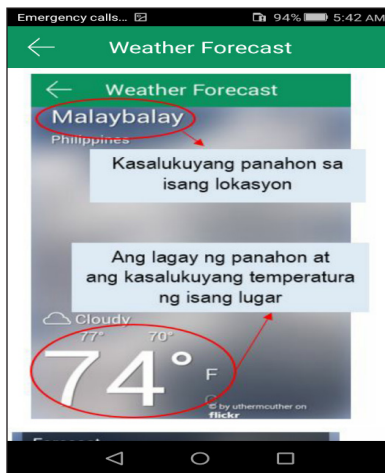 Emergency calls... 94% 5:42 AM
Weather Forecast
Weather Forecast
Malaybalay
Philippines
Kasalukuyang panahon sa
isang lokasyon
Ang lagay ng panahon at
ang kasalukuyang temperatura
ng isang lugar
Cloudy
77° 70°
74° F
© by uthermcuther on
flickr
Forecast